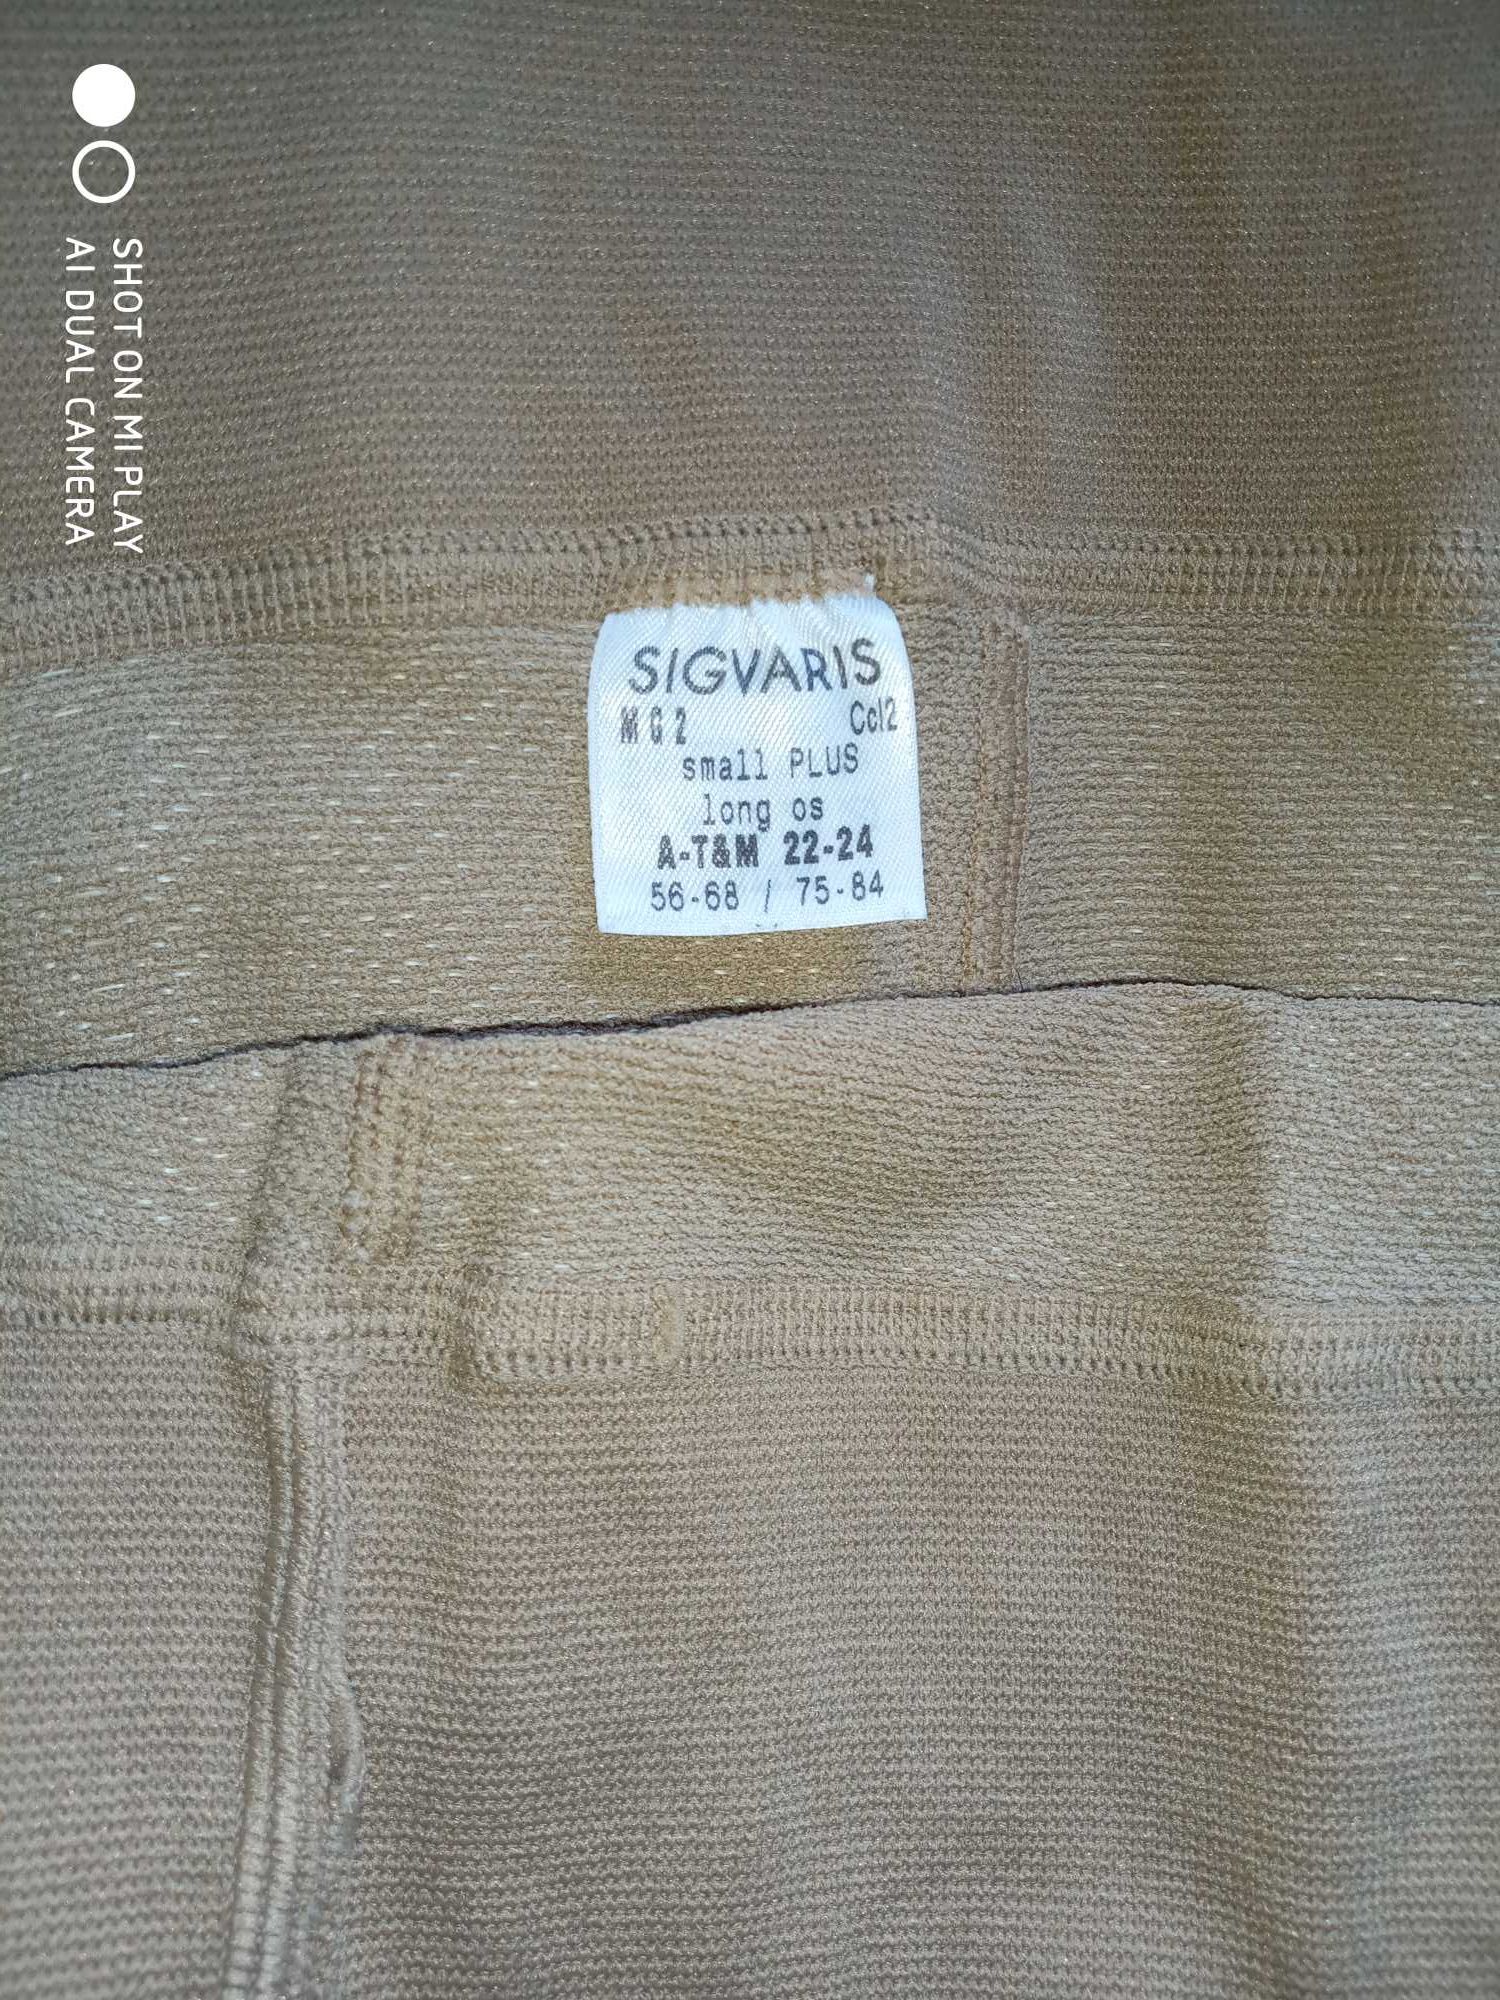 SHOT ON MI PLAY
AI DUAL CAMERA
SIGVARIS
MG2 Ccl2
small PLUS
long os
A-T&M 22-24
56-68 / 75-84